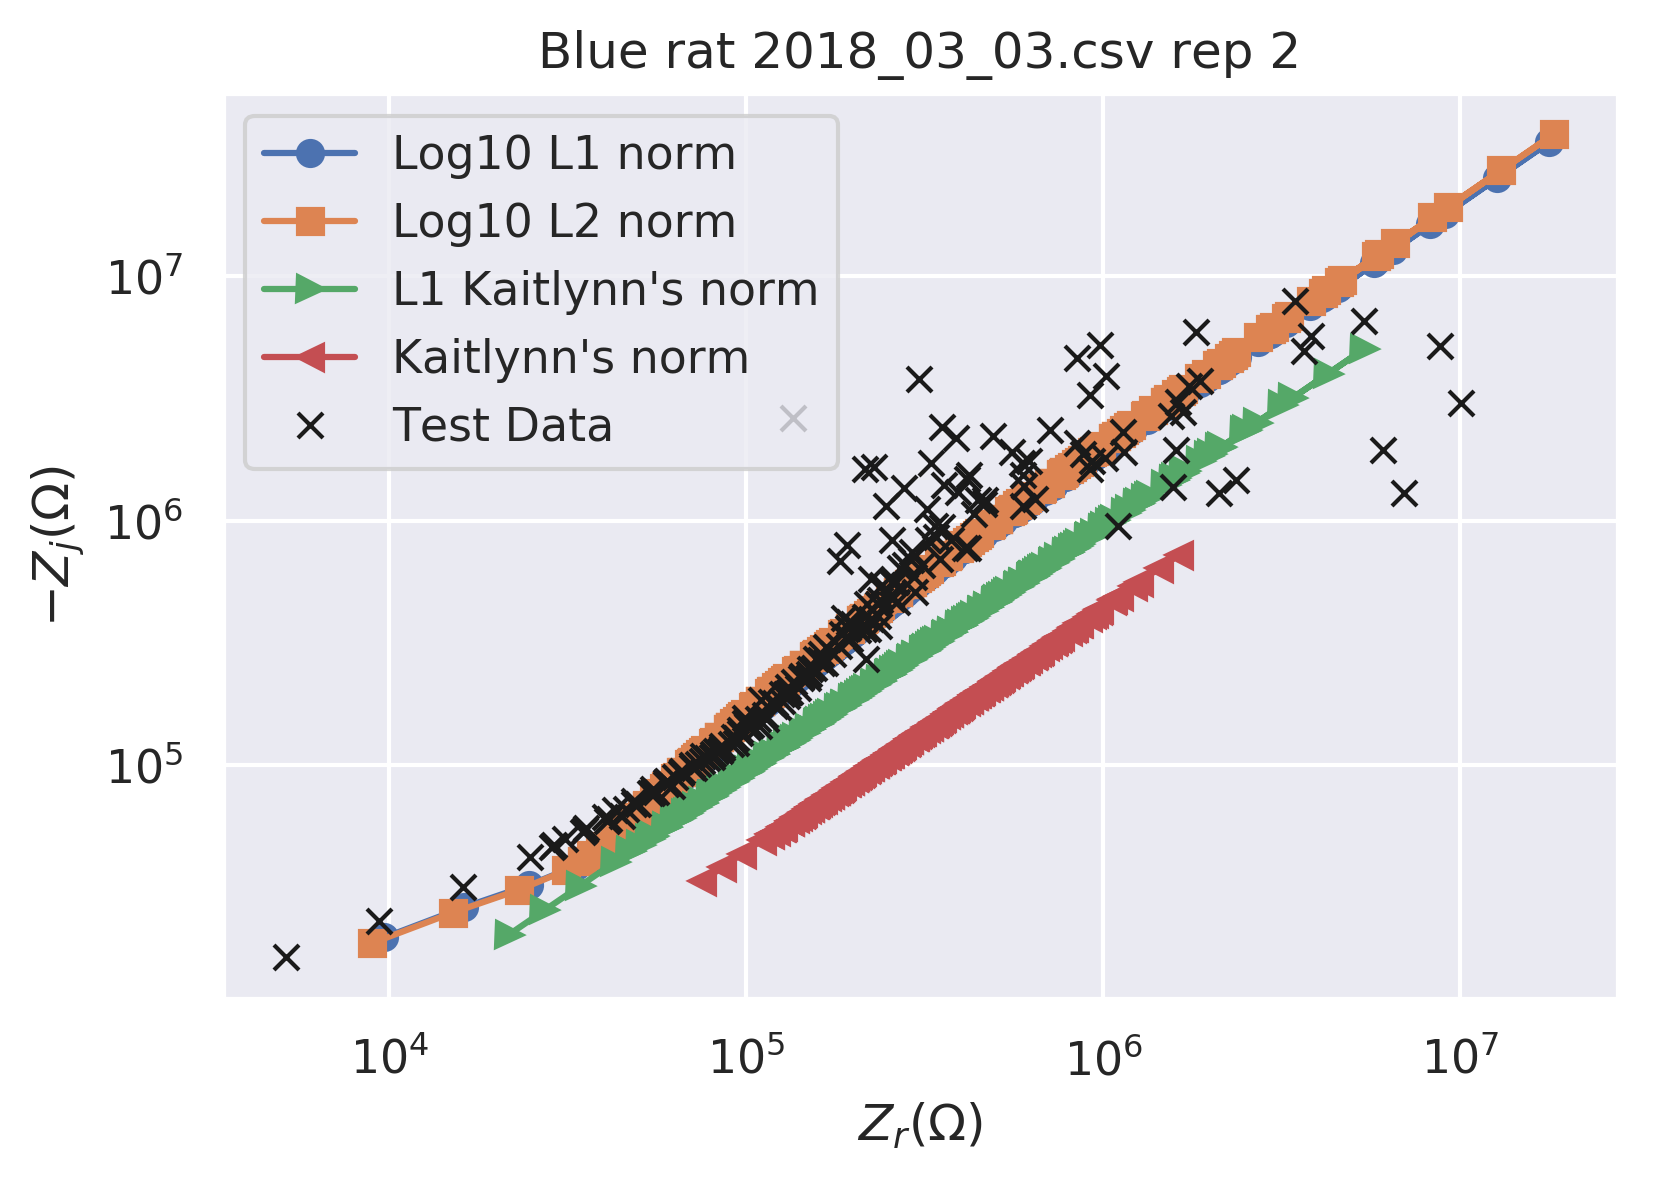 Blue rat 2018_03_03.csv rep 2
Log10 L1 norm
Log10 L2 norm
L1 Kaitlynn's norm
Kaitlynn's norm
Test Data
−Z_j(Ω)
10^7
10^6
10^5
10^4
10^5
10^6
10^7
Z_r(Ω)